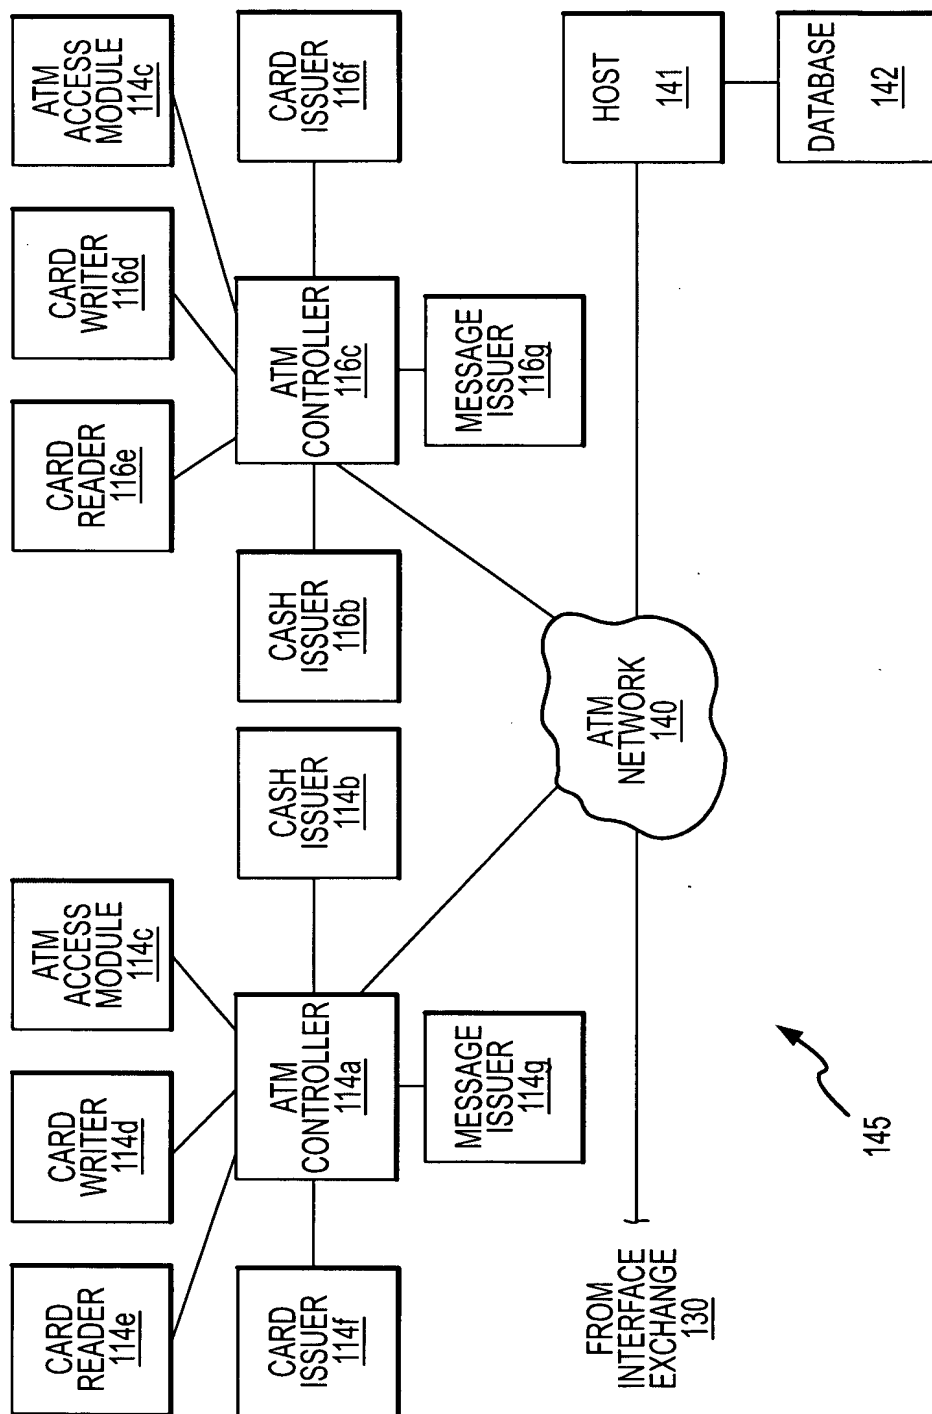 CARD
READER
114e
CARD
WRITER
114d
ATM
ACCESS
MODULE
114c
CARD
READER
116e
CARD
WRITER
116d
ATM
ACCESS
MODULE
114c
CARD
ISSUER
114f
ATM
CONTROLLER
114a
CASH
ISSUER
114b
CASH
ISSUER
116b
ATM
CONTROLLER
116c
CARD
ISSUER
116f
MESSAGE
ISSUER
114g
MESSAGE
ISSUER
116g
FROM
INTERFACE
EXCHANGE
130
ATM
NETWORK
140
HOST
141
DATABASE
142
145